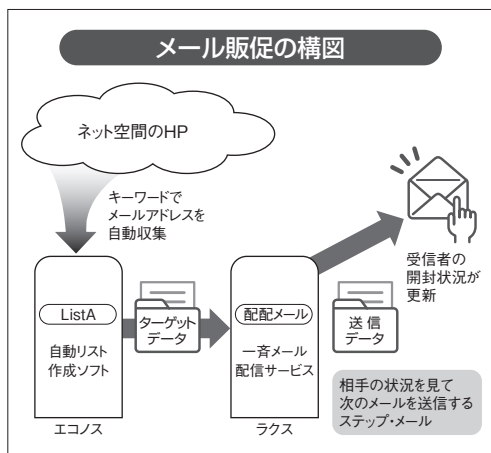 メール販促の構図
ネット空間のHP
キーワードで
メールアドレスを
自動収集
ListA
自動リスト
作成ソフト
エコノス
ターゲット
データ
配配メール
一斉メール
配信サービス
ラクス
送信
データ
受信者の
開封状況が
更新
相手の状況を見て
次のメールを送信する
ステップ・メール